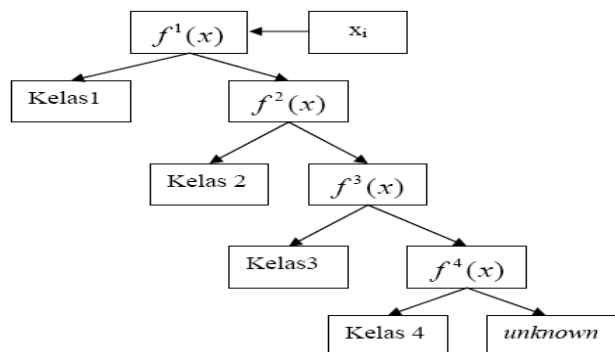 f¹(x)
xᵢ
Kelas1
f²(x)
Kelas 2
f³(x)
Kelas3
f⁴(x)
Kelas 4
unknown